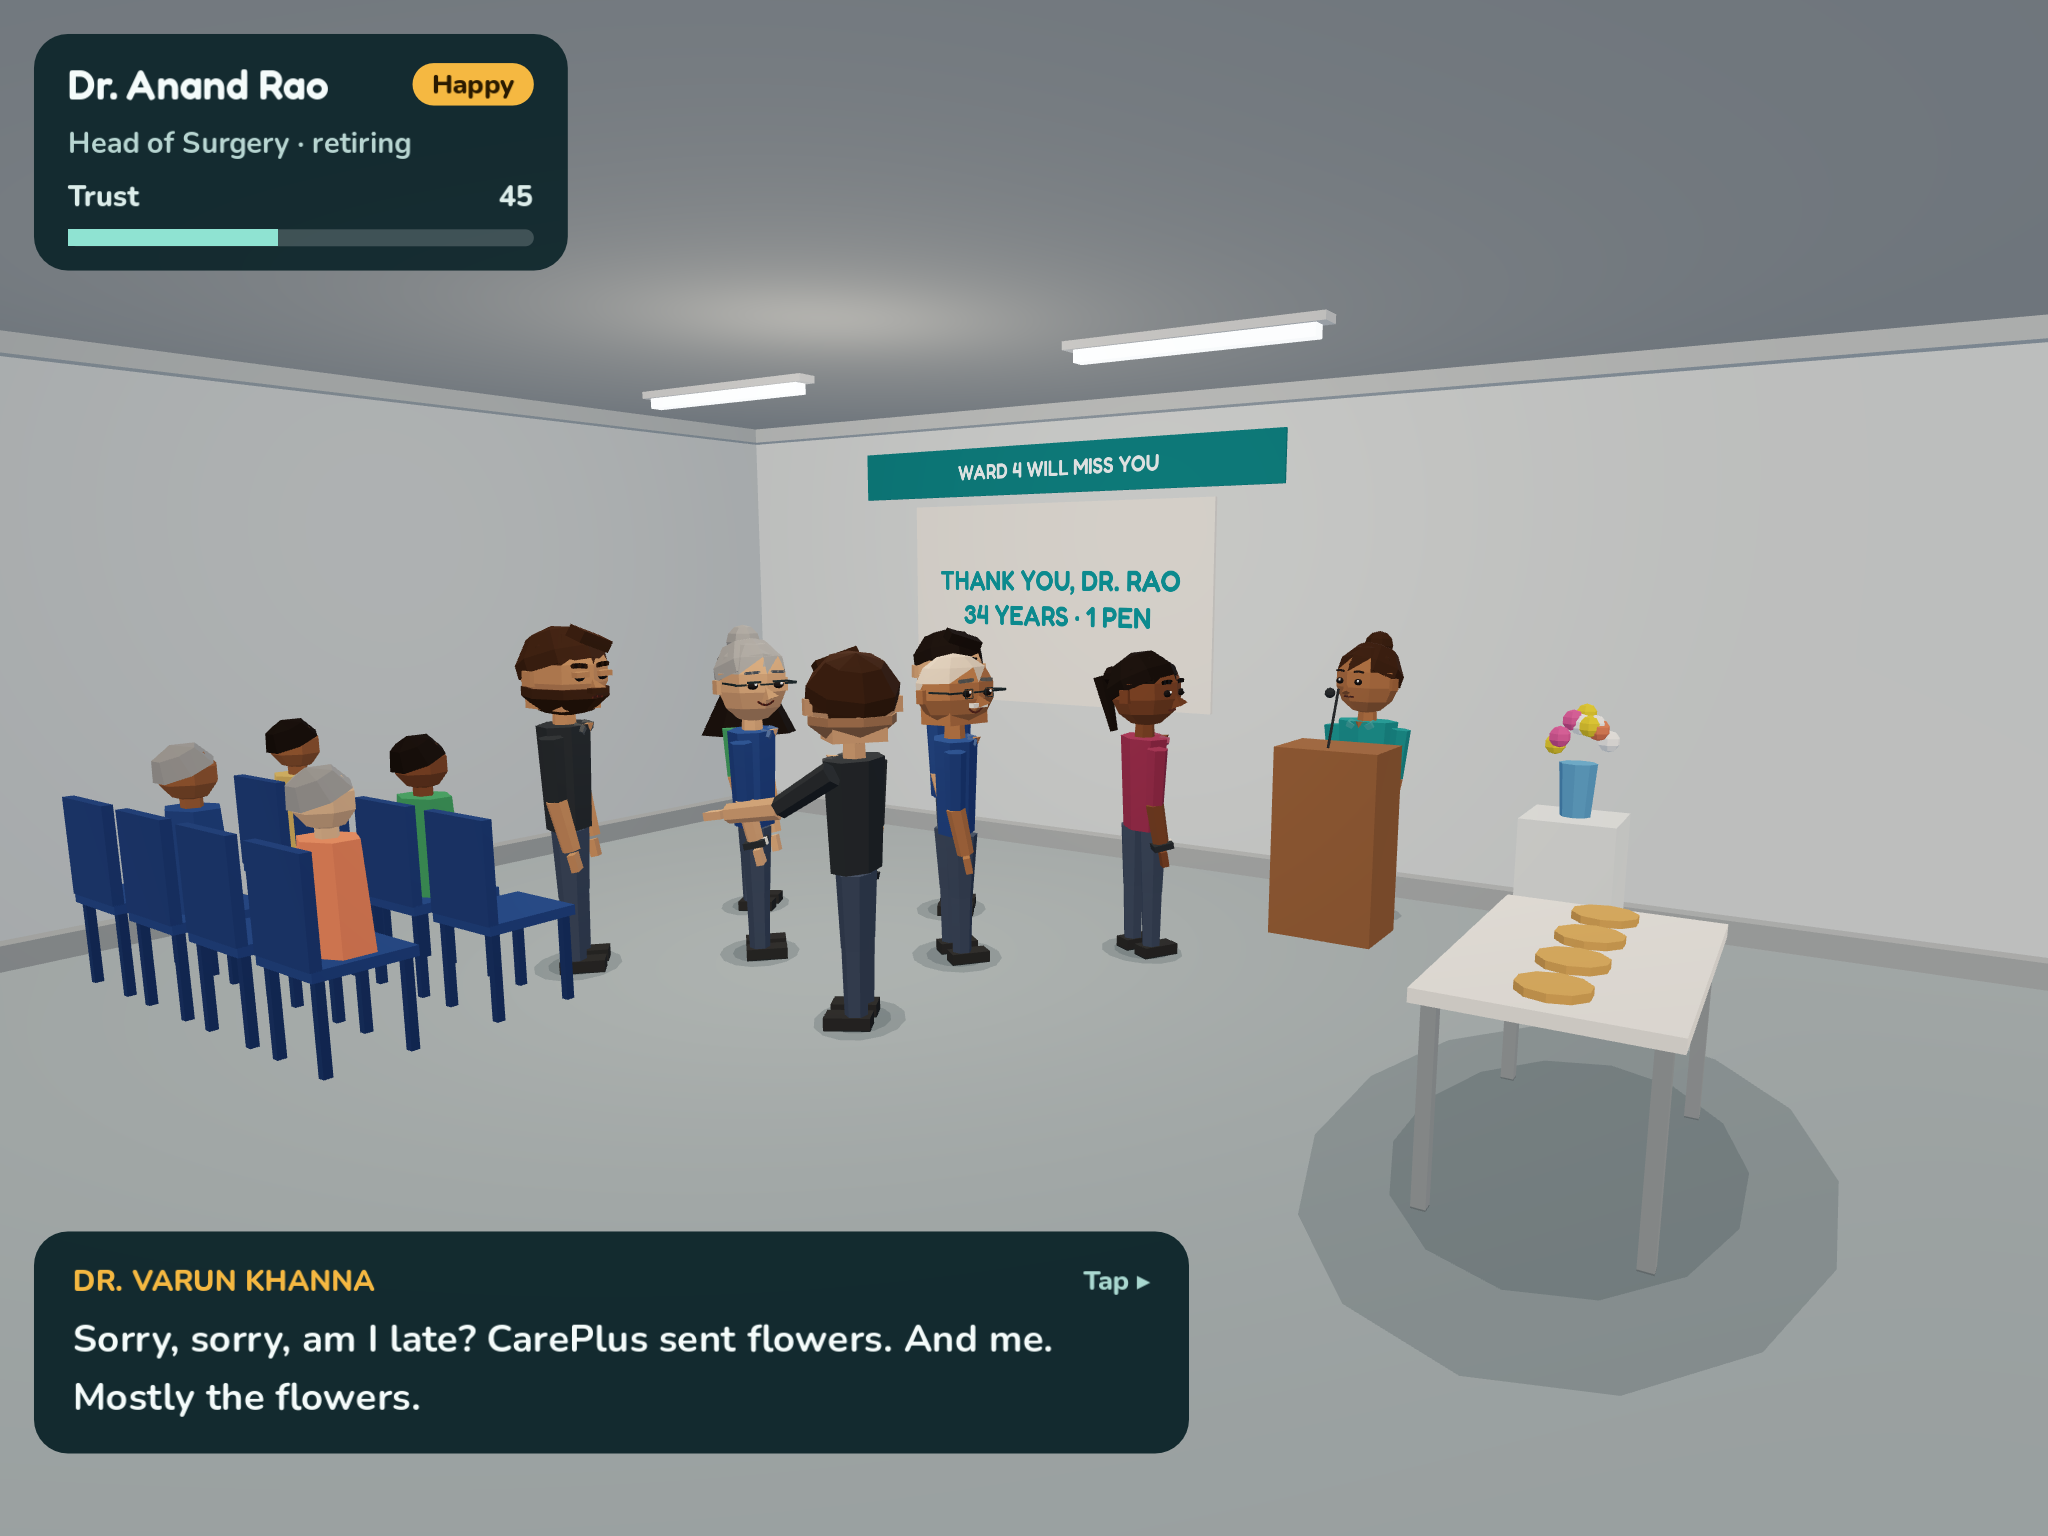 Dr. Anand Rao
Happy
Head of Surgery · retiring
Trust
45
WARD 4 WILL MISS YOU
THANK YOU, DR. RAO
34 YEARS · 1 PEN
DR. VARUN KHANNA
Tap ▸
Sorry, sorry, am I late? CarePlus sent flowers. And me.
Mostly the flowers.